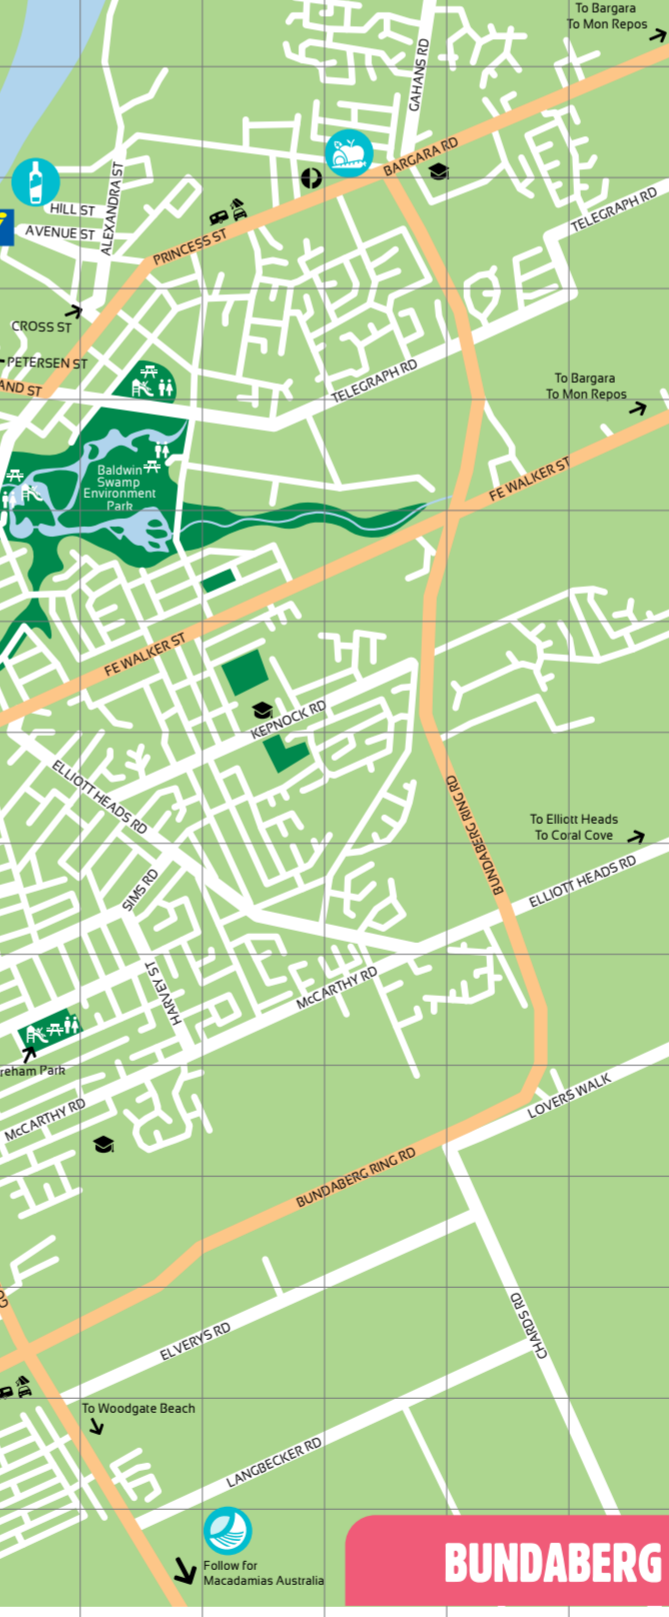 To Bargara
To Mon Repos
GAHANS RD
BARGARA RD
HILL ST
ALEXANDRA ST
AVENUE ST
TELEGRAPH RD
PRINCESS ST
CROSS ST
PETERSEN ST
AND ST
TELEGRAPH RD
To Bargara
To Mon Repos
Baldwin
Swamp
Environment
Park
FE WALKER ST
FE WALKER ST
KEPNOCK RD
ELLIOTT HEADS RD
BUNDABERG RING RD
To Elliott Heads
To Coral Cove
ELLIOTT HEADS RD
SIMS RD
HARVEY ST
McCARTHY RD
reham Park
McCARTHY RD
LOVERS WALK
BUNDABERG RING RD
CHARDS RD
ELVERYS RD
To Woodgate Beach
LANGBECKER RD
Follow for
Macadamias Australia
BUNDABERG